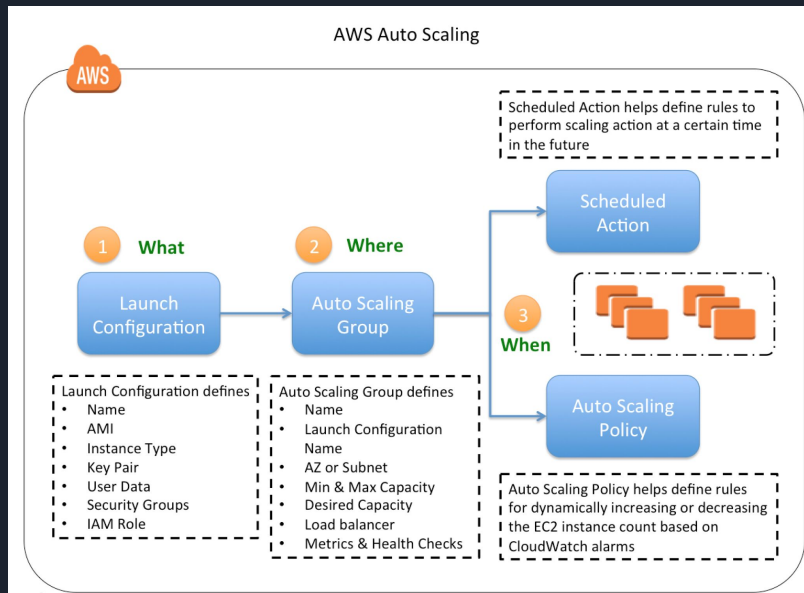 AWS Auto Scaling
AWS
Scheduled Action helps define rules to
perform scaling action at a certain time
in the future
Scheduled
Action
1 What
2 Where
Launch
Configuration
Auto Scaling
Group
3
When
Launch Configuration defines
• Name
• AMI
• Instance Type
• Key Pair
• User Data
• Security Groups
• IAM Role
Auto Scaling Group defines
• Name
• Launch Configuration
Name
• AZ or Subnet
• Min & Max Capacity
• Desired Capacity
• Load balancer
• Metrics & Health Checks
Auto Scaling
Policy
Auto Scaling Policy helps define rules
for dynamically increasing or decreasing
the EC2 instance count based on
CloudWatch alarms